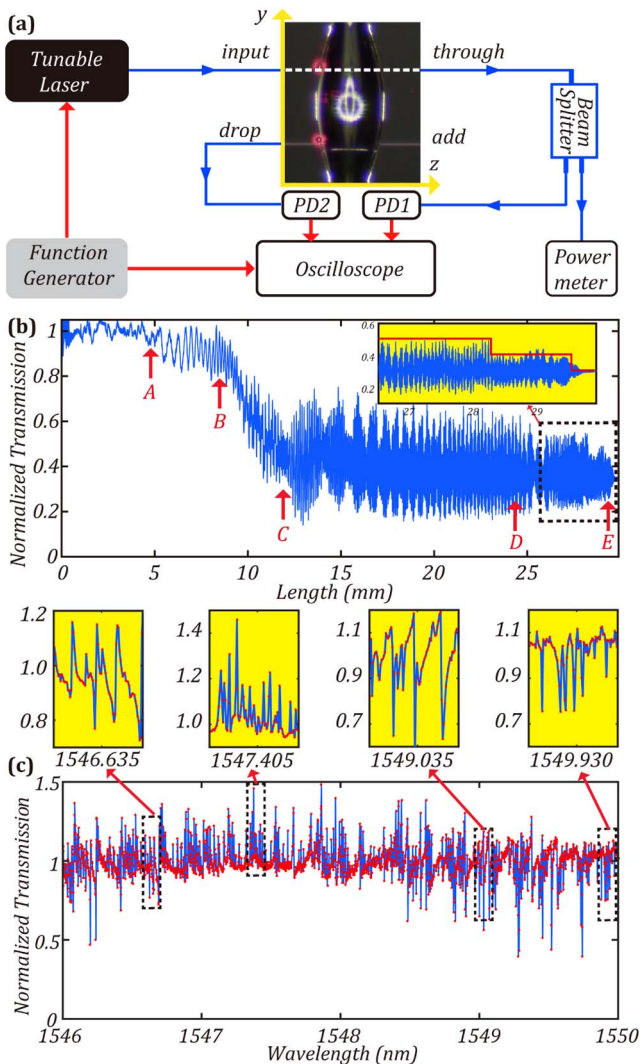 (a)
Tunable
Laser
input
through
y
z
drop
add
Beam
Splitter
PD2
PD1
Function
Generator
Oscilloscope
Power
meter
(b)
Normalized Transmission
1
0.8
0.6
0.4
0.2
0
0
5
10
15
20
25
Length (mm)
A
B
C
D
E
0.6
0.4
0.2
27
28
29
1.2
1.0
0.8
1546.635
1.4
1.2
1.0
1547.405
1.1
0.9
0.7
1549.035
1.1
0.9
0.7
1549.930
(c)
Normalized Transmission
1.5
1
0.5
0
1546
1547
1548
1549
1550
Wavelength (nm)